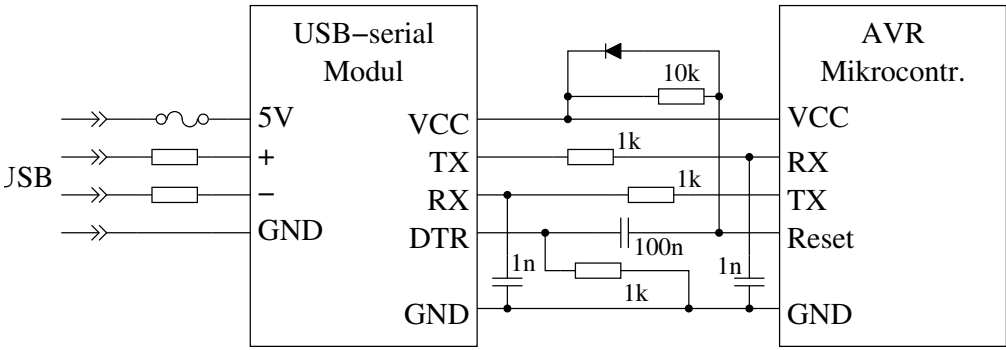 USB−serial
Modul
AVR
Mikrocontr.
10k
5V
VCC
VCC
1k
+
TX
RX
JSB
1k
−
RX
TX
GND
DTR
100n
Reset
1n
1n
1k
GND
GND